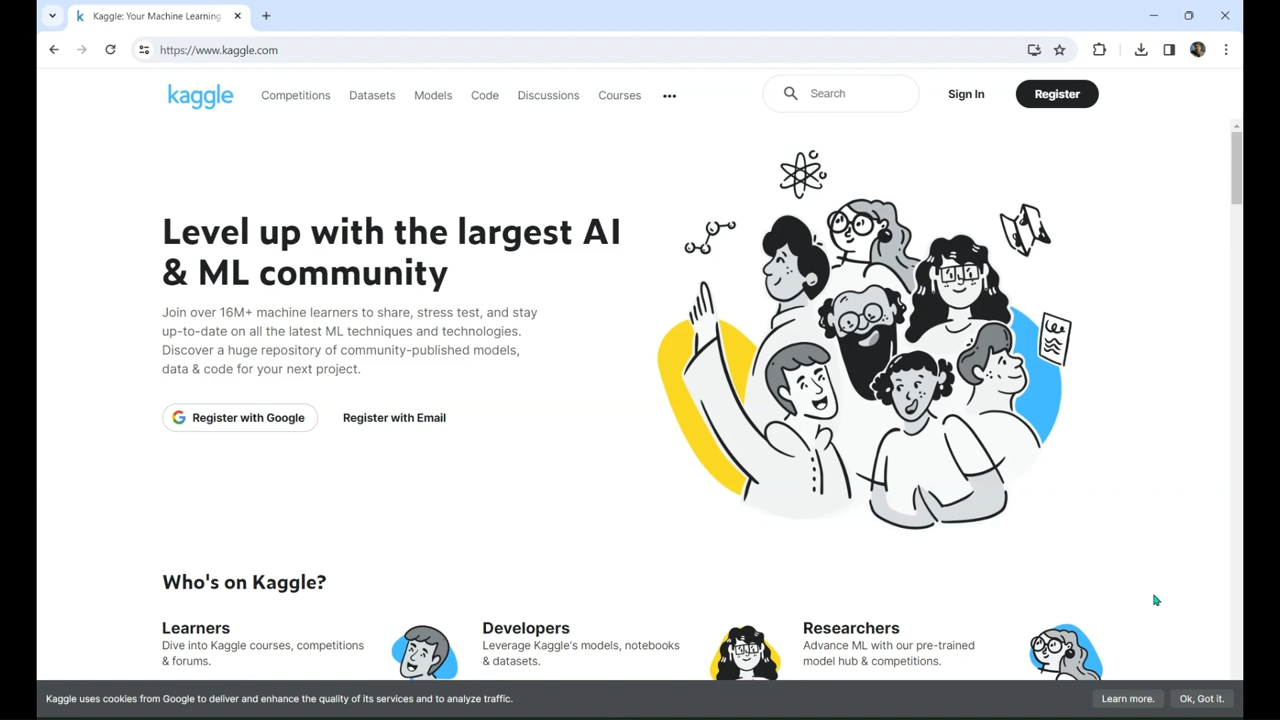 Kaggle: Your Machine Learning
https://www.kaggle.com
kaggle
Competitions
Datasets
Models
Code
Discussions
Courses
Search
Sign In
Register
Level up with the largest AI
& ML community
Join over 16M+ machine learners to share, stress test, and stay
up-to-date on all the latest ML techniques and technologies.
Discover a huge repository of community-published models,
data & code for your next project.
Register with Google
Register with Email
Who's on Kaggle?
Learners
Dive into Kaggle courses, competitions
& forums.
Developers
Leverage Kaggle's models, notebooks
& datasets.
Researchers
Advance ML with our pre-trained
model hub & competitions.
Kaggle uses cookies from Google to deliver and enhance the quality of its services and to analyze traffic.
Learn more.
Ok, Got it.